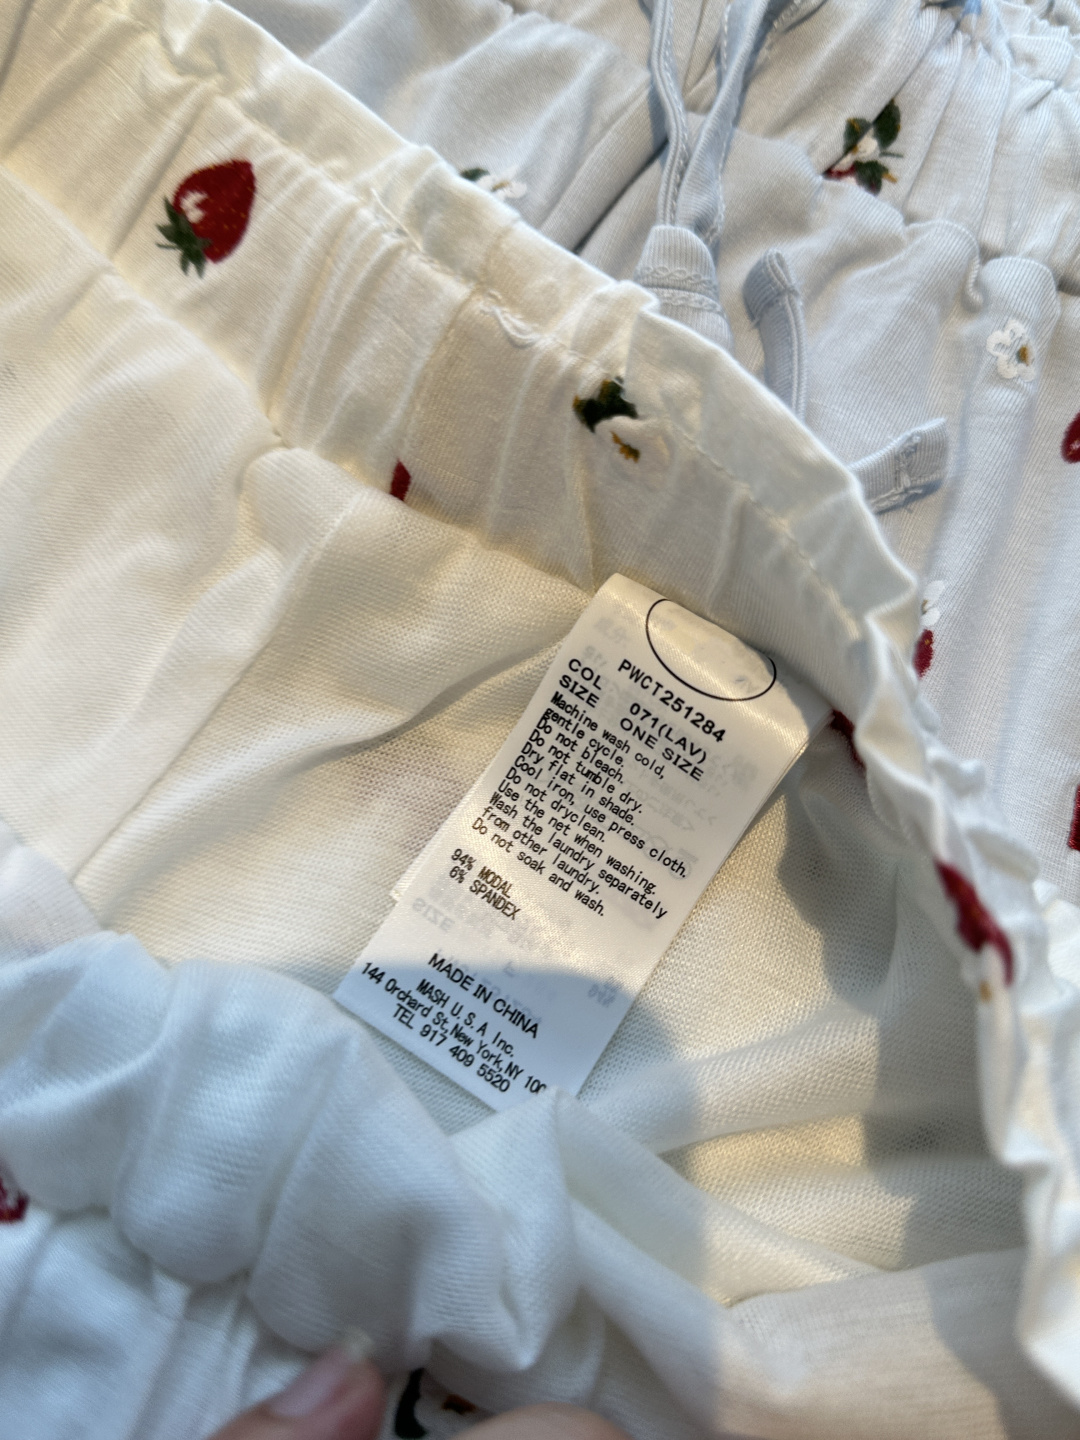 PWCT251284
COL 071(LAV)
SIZE ONE SIZE
Machine wash cold,
gentle cycle.
Do not bleach.
Do not tumble dry.
Dry flat in shade.
Cool iron, use press cloth.
Do not dryclean.
Use the net when washing.
Wash the laundry separately
from other laundry.
Do not soak and wash.
94% MODAL
6% SPANDEX
MADE IN CHINA
MASH U.S.A Inc.
144 Orchard St,New York,NY
TEL 917 409 5520